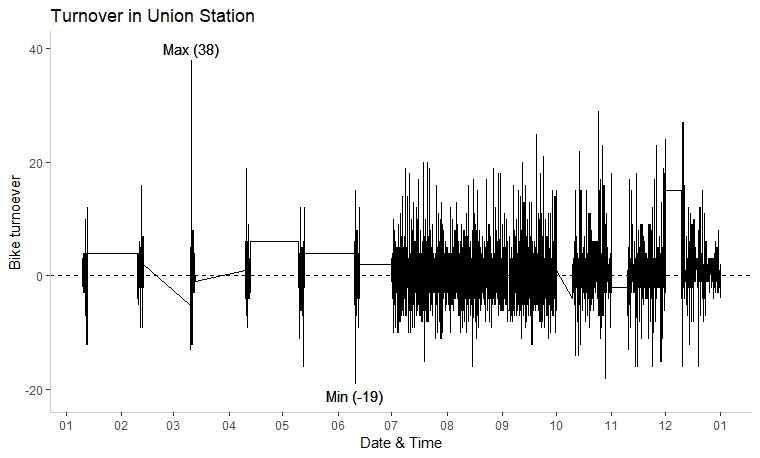 Turnover in Union Station
Max (38)
40
20
0
-20
Bike turnoever
Min (-19)
01 02 03 04 05 06 07 08 09 10 11 12 01
Date & Time